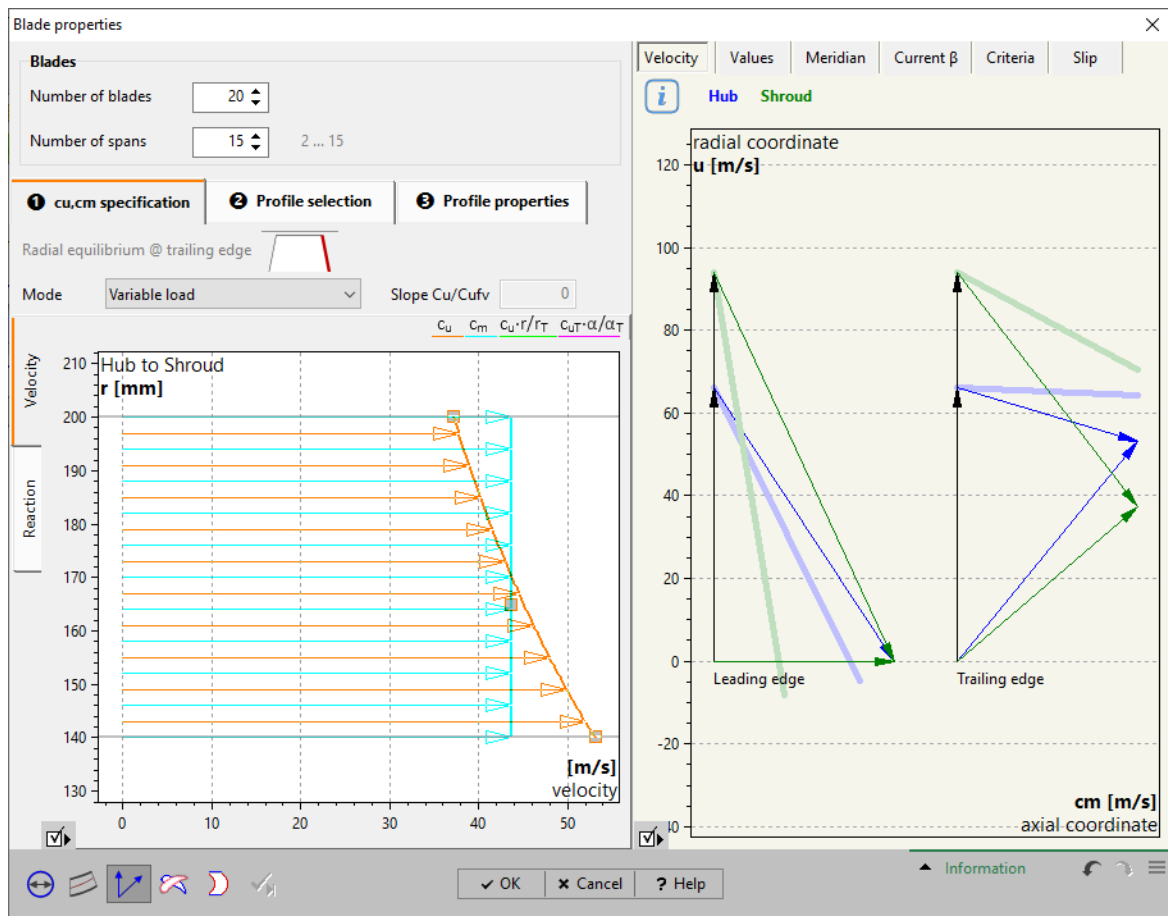 Blade properties
Blades
Number of blades 20
Number of spans 15 2 ... 15
1 cu,cm specification 2 Profile selection 3 Profile properties
Radial equilibrium @ trailing edge
Mode Variable load Slope Cu/Cufv 0
Velocity
Reaction
cu cm cu·r/rT cuT·α/αT
Hub to Shroud
r [mm]
210
200
190
180
170
160
150
140
130
[m/s]
velocity
0 10 20 30 40 50
Velocity Values Meridian Current β Criteria Slip
i Hub Shroud
radial coordinate
u [m/s]
120
100
80
60
40
20
0
-20
40
Leading edge Trailing edge
cm [m/s]
axial coordinate
OK Cancel ? Help
Information